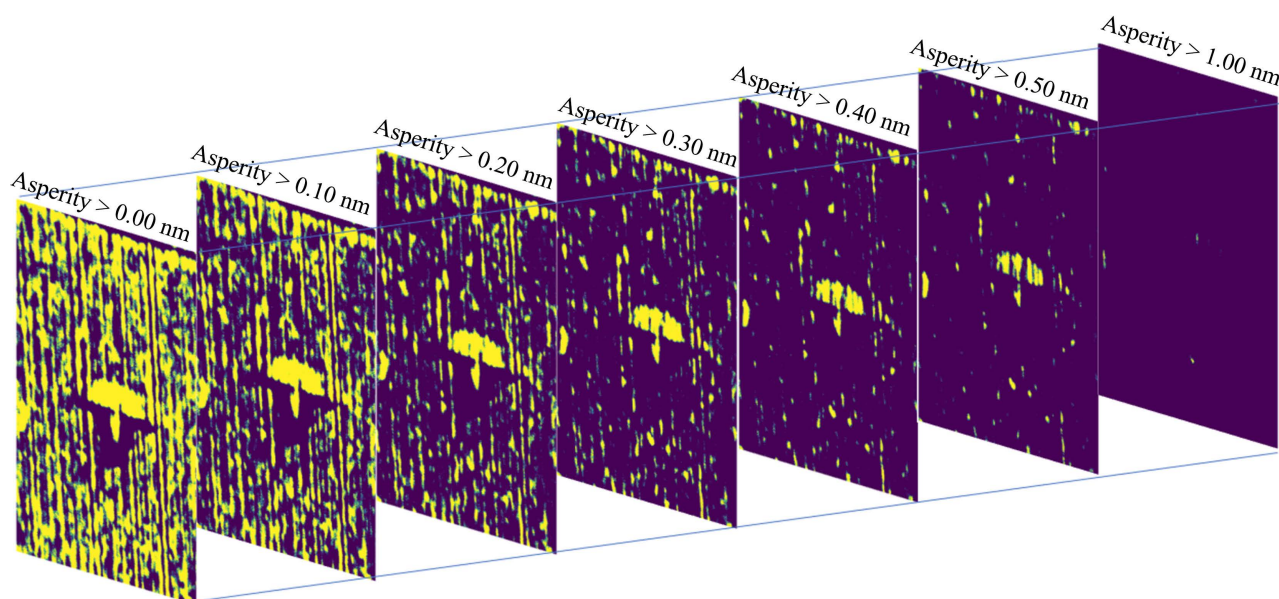 Asperity > 0.00 nm
Asperity > 0.10 nm
Asperity > 0.20 nm
Asperity > 0.30 nm
Asperity > 0.40 nm
Asperity > 0.50 nm
Asperity > 1.00 nm